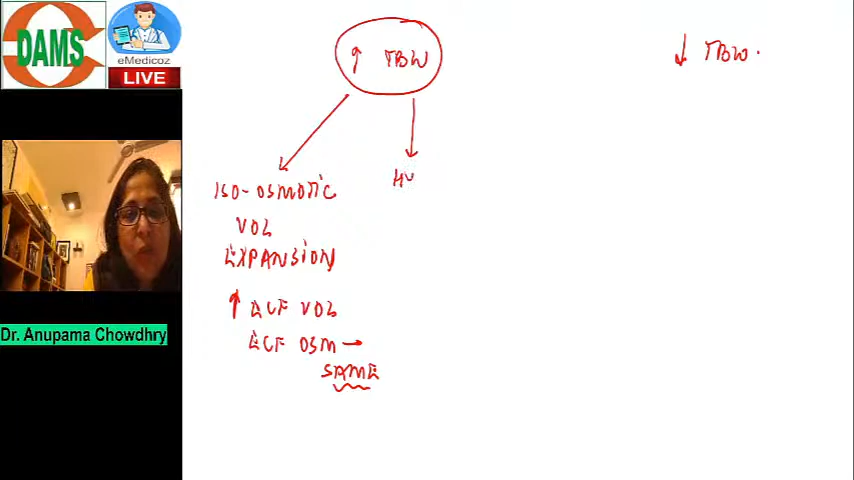 DAMS
eMedicoz
LIVE
Dr. Anupama Chowdhry
↑ TBW
↓ TBW.
ISO-OSMOTIC
VOL
EXPANSION
↑ ECF VOL
ECF OSM →
SAME